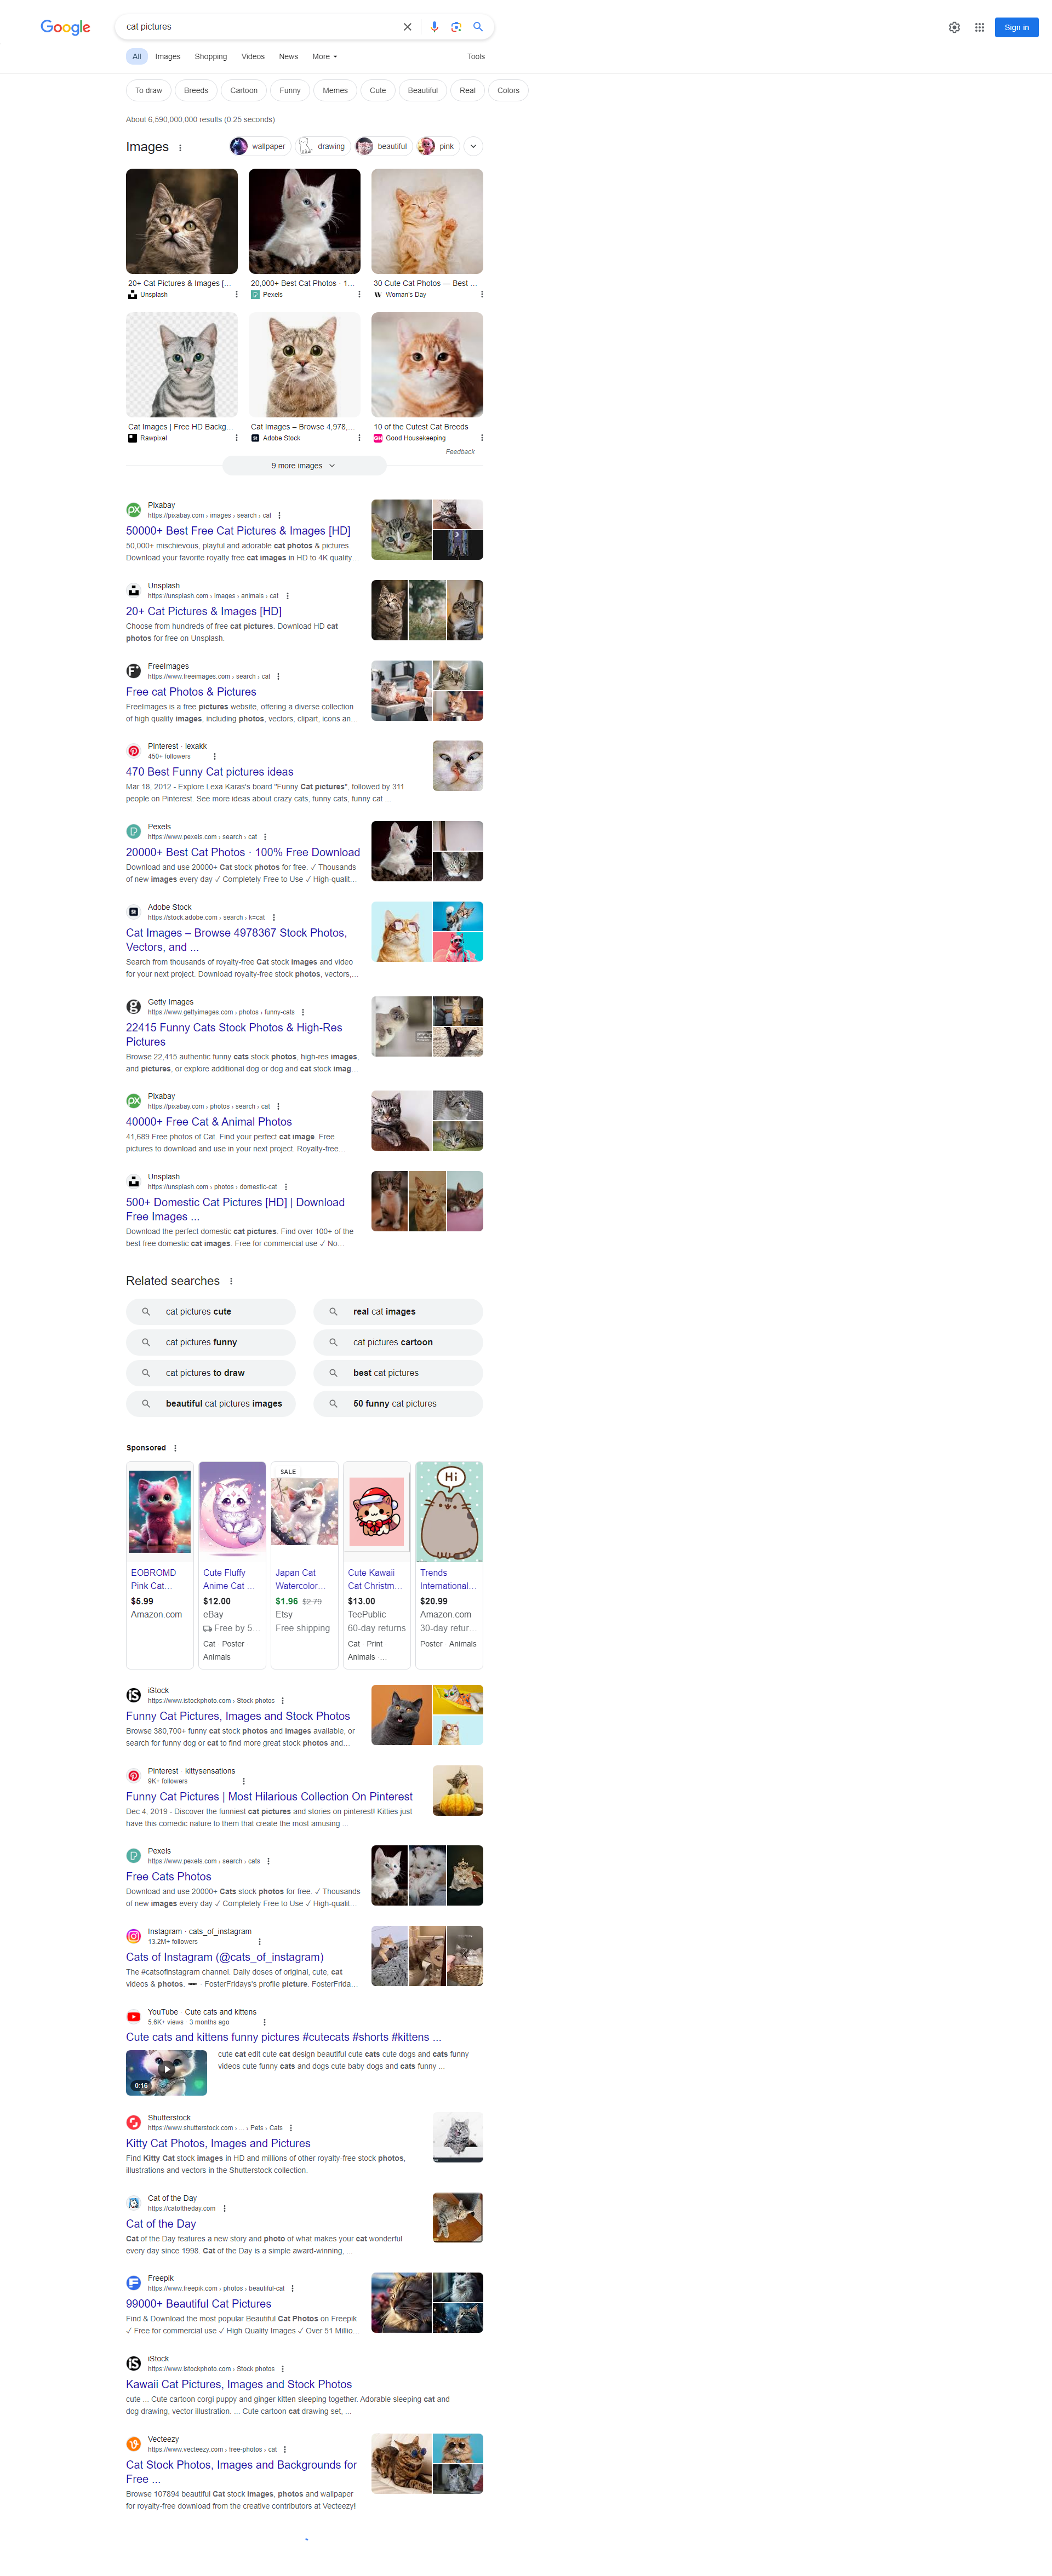 Google
cat pictures
Sign in
All
Images
Shopping
Videos
News
More
Tools
To draw
Breeds
Cartoon
Funny
Memes
Cute
Beautiful
Real
Colors
About 6,590,000,000 results (0.25 seconds)
Images
wallpaper
drawing
beautiful
pink
20+ Cat Pictures & Images [...
Unsplash
20,000+ Best Cat Photos · 1...
Pexels
30 Cute Cat Photos — Best ...
Woman's Day
Cat Images | Free HD Backg...
Rawpixel
Cat Images – Browse 4,978,...
Adobe Stock
10 of the Cutest Cat Breeds
Good Housekeeping
Feedback
9 more images
Pixabay
https://pixabay.com › images › search › cat
50000+ Best Free Cat Pictures & Images [HD]
50,000+ mischievous, playful and adorable cat photos & pictures.
Download your favorite royalty free cat images in HD to 4K quality...
Unsplash
https://unsplash.com › images › animals › cat
20+ Cat Pictures & Images [HD]
Choose from hundreds of free cat pictures. Download HD cat
photos for free on Unsplash.
FreeImages
https://www.freeimages.com › search › cat
Free cat Photos & Pictures
FreeImages is a free pictures website, offering a diverse collection
of high quality images, including photos, vectors, clipart, icons an...
Pinterest · lexakk
450+ followers
470 Best Funny Cat pictures ideas
Mar 18, 2012 - Explore Lexa Karas's board "Funny Cat pictures", followed by 311
people on Pinterest. See more ideas about crazy cats, funny cats, funny cat ...
Pexels
https://www.pexels.com › search › cat
20000+ Best Cat Photos · 100% Free Download
Download and use 20000+ Cat stock photos for free. ✓ Thousands
of new images every day ✓ Completely Free to Use ✓ High-qualit...
Adobe Stock
https://stock.adobe.com › search › k=cat
Cat Images – Browse 4978367 Stock Photos,
Vectors, and ...
Search from thousands of royalty-free Cat stock images and video
for your next project. Download royalty-free stock photos, vectors,...
Getty Images
https://www.gettyimages.com › photos › funny-cats
22415 Funny Cats Stock Photos & High-Res
Pictures
Browse 22,415 authentic funny cats stock photos, high-res images,
and pictures, or explore additional dog or dog and cat stock imag...
Pixabay
https://pixabay.com › photos › search › cat
40000+ Free Cat & Animal Photos
41,689 Free photos of Cat. Find your perfect cat image. Free
pictures to download and use in your next project. Royalty-free...
Unsplash
https://unsplash.com › photos › domestic-cat
500+ Domestic Cat Pictures [HD] | Download
Free Images ...
Download the perfect domestic cat pictures. Find over 100+ of the
best free domestic cat images. Free for commercial use ✓ No...
Related searches
cat pictures cute
real cat images
cat pictures funny
cat pictures cartoon
cat pictures to draw
best cat pictures
beautiful cat pictures images
50 funny cat pictures
Sponsored
SALE
Hi
EOBROMD
Pink Cat...
$5.99
Amazon.com
Cute Fluffy
Anime Cat ...
$12.00
eBay
Free by 5...
Cat · Poster ·
Animals
Japan Cat
Watercolor...
$1.96 $2.79
Etsy
Free shipping
Cute Kawaii
Cat Christm...
$13.00
TeePublic
60-day returns
Cat · Print ·
Animals ·...
Trends
International...
$20.99
Amazon.com
30-day retur...
Poster · Animals
iStock
https://www.istockphoto.com › Stock photos
Funny Cat Pictures, Images and Stock Photos
Browse 380,700+ funny cat stock photos and images available, or
search for funny dog or cat to find more great stock photos and...
Pinterest · kittysensations
9K+ followers
Funny Cat Pictures | Most Hilarious Collection On Pinterest
Dec 4, 2019 - Discover the funniest cat pictures and stories on pinterest! Kitties just
have this comedic nature to them that create the most amusing ...
Pexels
https://www.pexels.com › search › cats
Free Cats Photos
Download and use 20000+ Cats stock photos for free. ✓ Thousands
of new images every day ✓ Completely Free to Use ✓ High-qualit...
Instagram · cats_of_instagram
13.2M+ followers
Cats of Instagram (@cats_of_instagram)
The #catsofinstagram channel. Daily doses of original, cute, cat
videos & photos. · FosterFridays's profile picture. FosterFrida...
YouTube · Cute cats and kittens
5.6K+ views · 3 months ago
Cute cats and kittens funny pictures #cutecats #shorts #kittens ...
0:16
cute cat edit cute cat design beautiful cute cats cute dogs and cats funny
videos cute funny cats and dogs cute baby dogs and cats funny ...
Shutterstock
https://www.shutterstock.com › ... › Pets › Cats
Kitty Cat Photos, Images and Pictures
Find Kitty Cat stock images in HD and millions of other royalty-free stock photos,
illustrations and vectors in the Shutterstock collection.
Cat of the Day
https://catoftheday.com
Cat of the Day
Cat of the Day features a new story and photo of what makes your cat wonderful
every day since 1998. Cat of the Day is a simple award-winning, ...
Freepik
https://www.freepik.com › photos › beautiful-cat
99000+ Beautiful Cat Pictures
Find & Download the most popular Beautiful Cat Photos on Freepik
✓ Free for commercial use ✓ High Quality Images ✓ Over 51 Millio...
iStock
https://www.istockphoto.com › Stock photos
Kawaii Cat Pictures, Images and Stock Photos
cute ... Cute cartoon corgi puppy and ginger kitten sleeping together. Adorable sleeping cat and
dog drawing, vector illustration. ... Cute cartoon cat drawing set, ...
Vecteezy
https://www.vecteezy.com › free-photos › cat
Cat Stock Photos, Images and Backgrounds for
Free ...
Browse 107894 beautiful Cat stock images, photos and wallpaper
for royalty-free download from the creative contributors at Vecteezy!